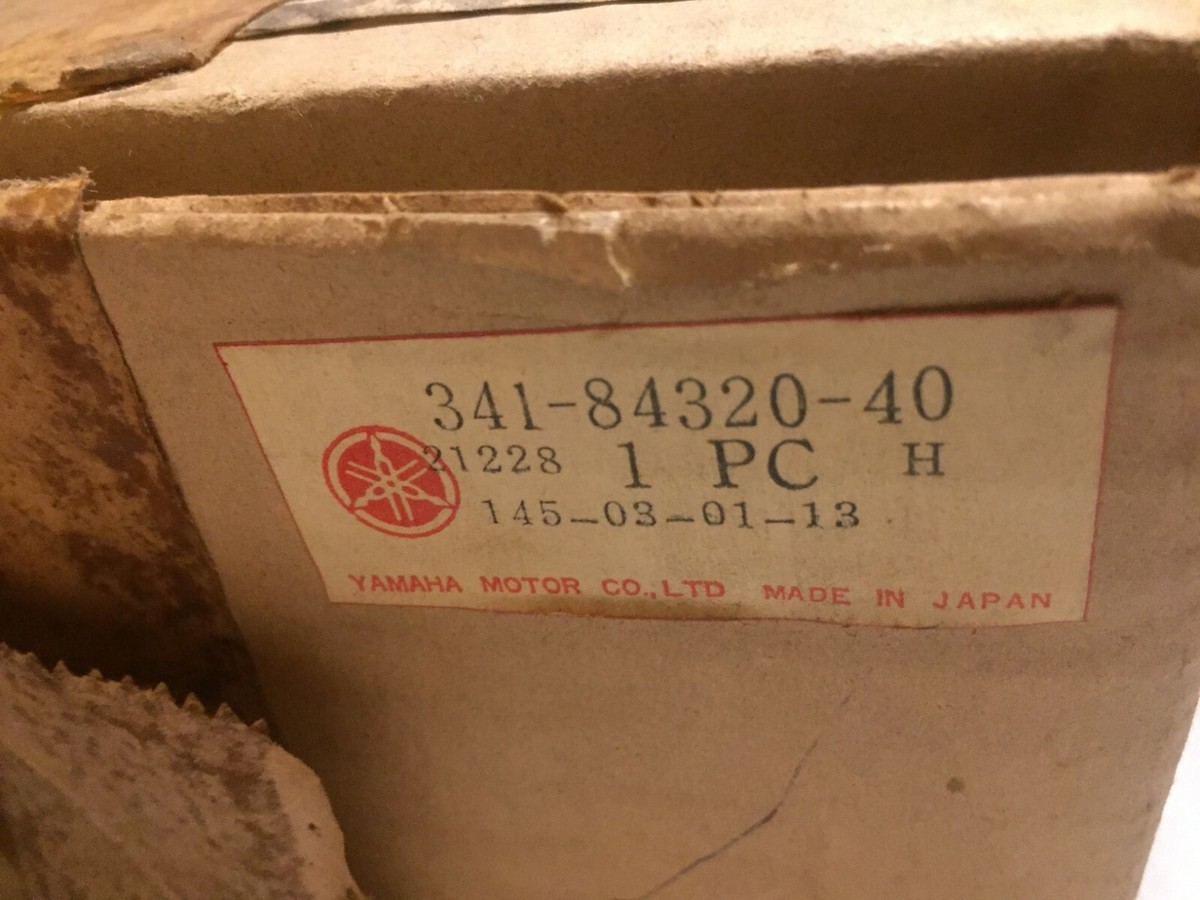 341-84320-40
21228 1 PC H
145-03-01-13
YAMAHA MOTOR CO., LTD MADE IN JAPAN